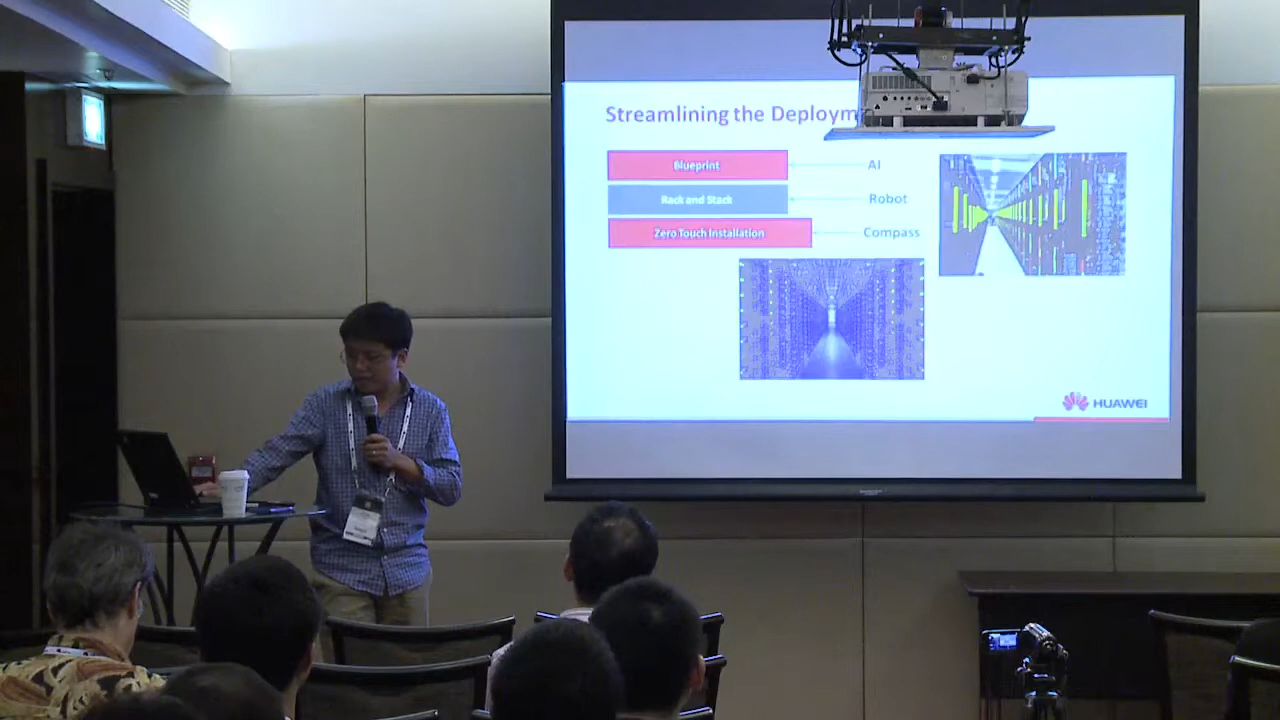 Streamlining the Deploym
Blueprint
AI
Rack and Stack
Robot
Zero Touch Installation
Compass
HUAWEI